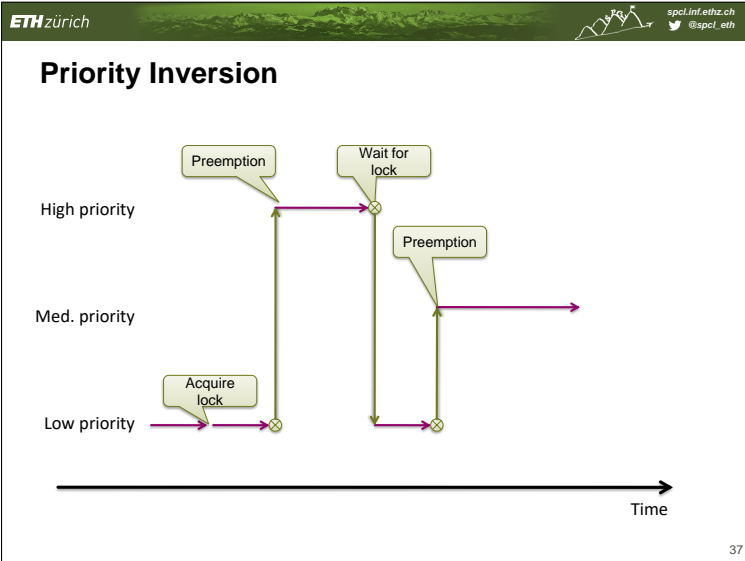 ETH zürich
spcl.inf.ethz.ch
@spcl_eth
Priority Inversion
Preemption
Wait for
lock
High priority
Preemption
Med. priority
Acquire
lock
Low priority
Time
37